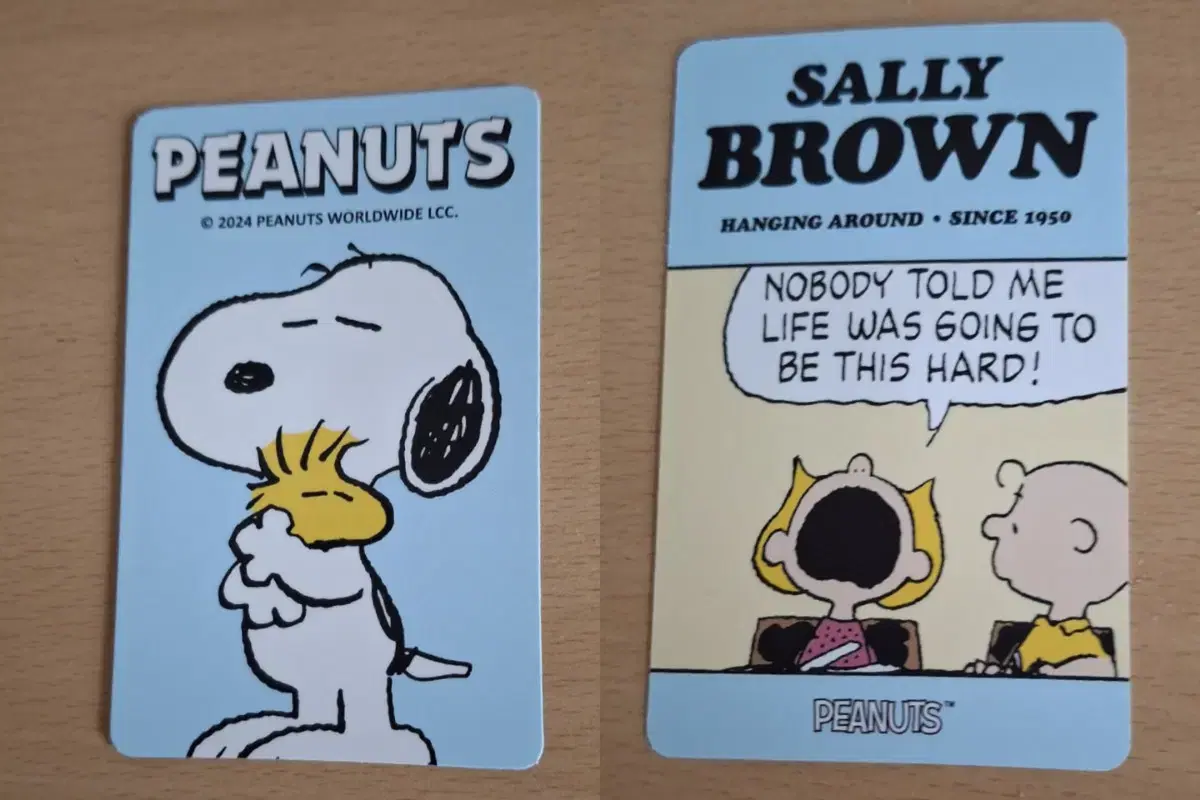 PEANUTS
© 2024 PEANUTS WORLDWIDE LCC.
SALLY
BROWN
HANGING AROUND • SINCE 1950
NOBODY TOLD ME
LIFE WAS GOING TO
BE THIS HARD!
PEANUTS™